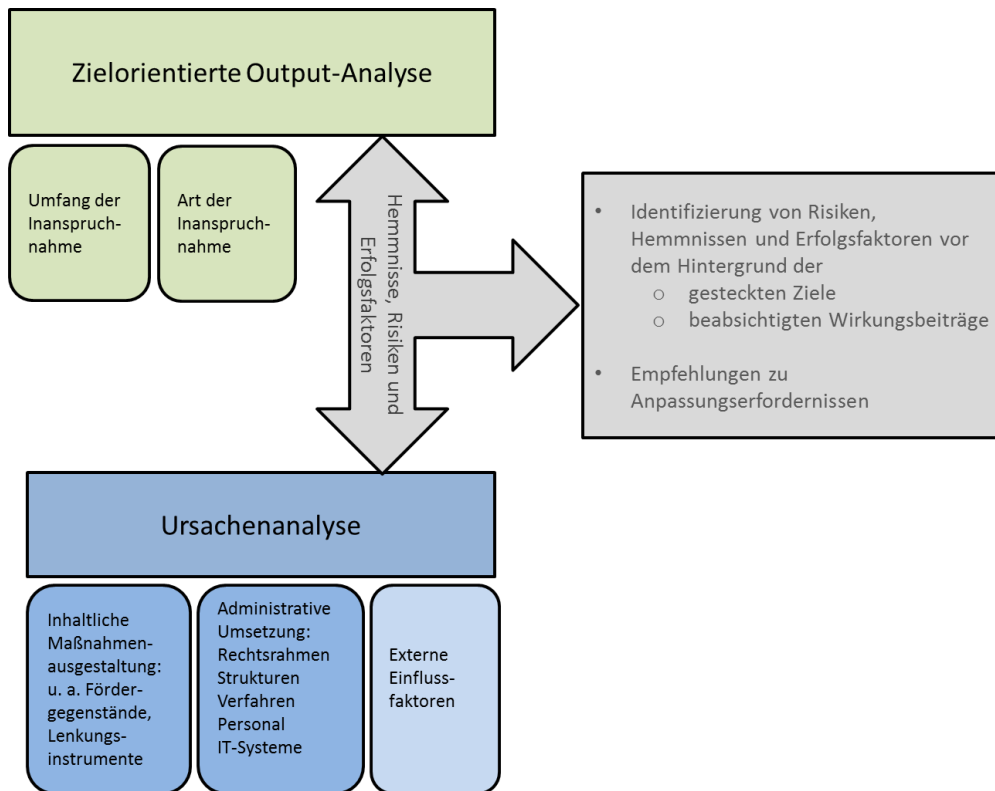 Zielorientierte Output-Analyse
Umfang der
Inanspruch-
nahme
Art der
Inanspruch-
nahme
Hemmnisse, Risiken und
Erfolgsfaktoren
• Identifizierung von Risiken,
Hemmnissen und Erfolgsfaktoren vor
dem Hintergrund der
o gesteckten Ziele
o beabsichtigten Wirkungsbeiträge
• Empfehlungen zu
Anpassungserfordernissen
Ursachenanalyse
Inhaltliche
Maßnahmen-
ausgestaltung:
u. a. Förder-
gegenstände,
Lenkungs-
instrumente
Administrative
Umsetzung:
Rechtsrahmen
Strukturen
Verfahren
Personal
IT-Systeme
Externe
Einfluss-
faktoren